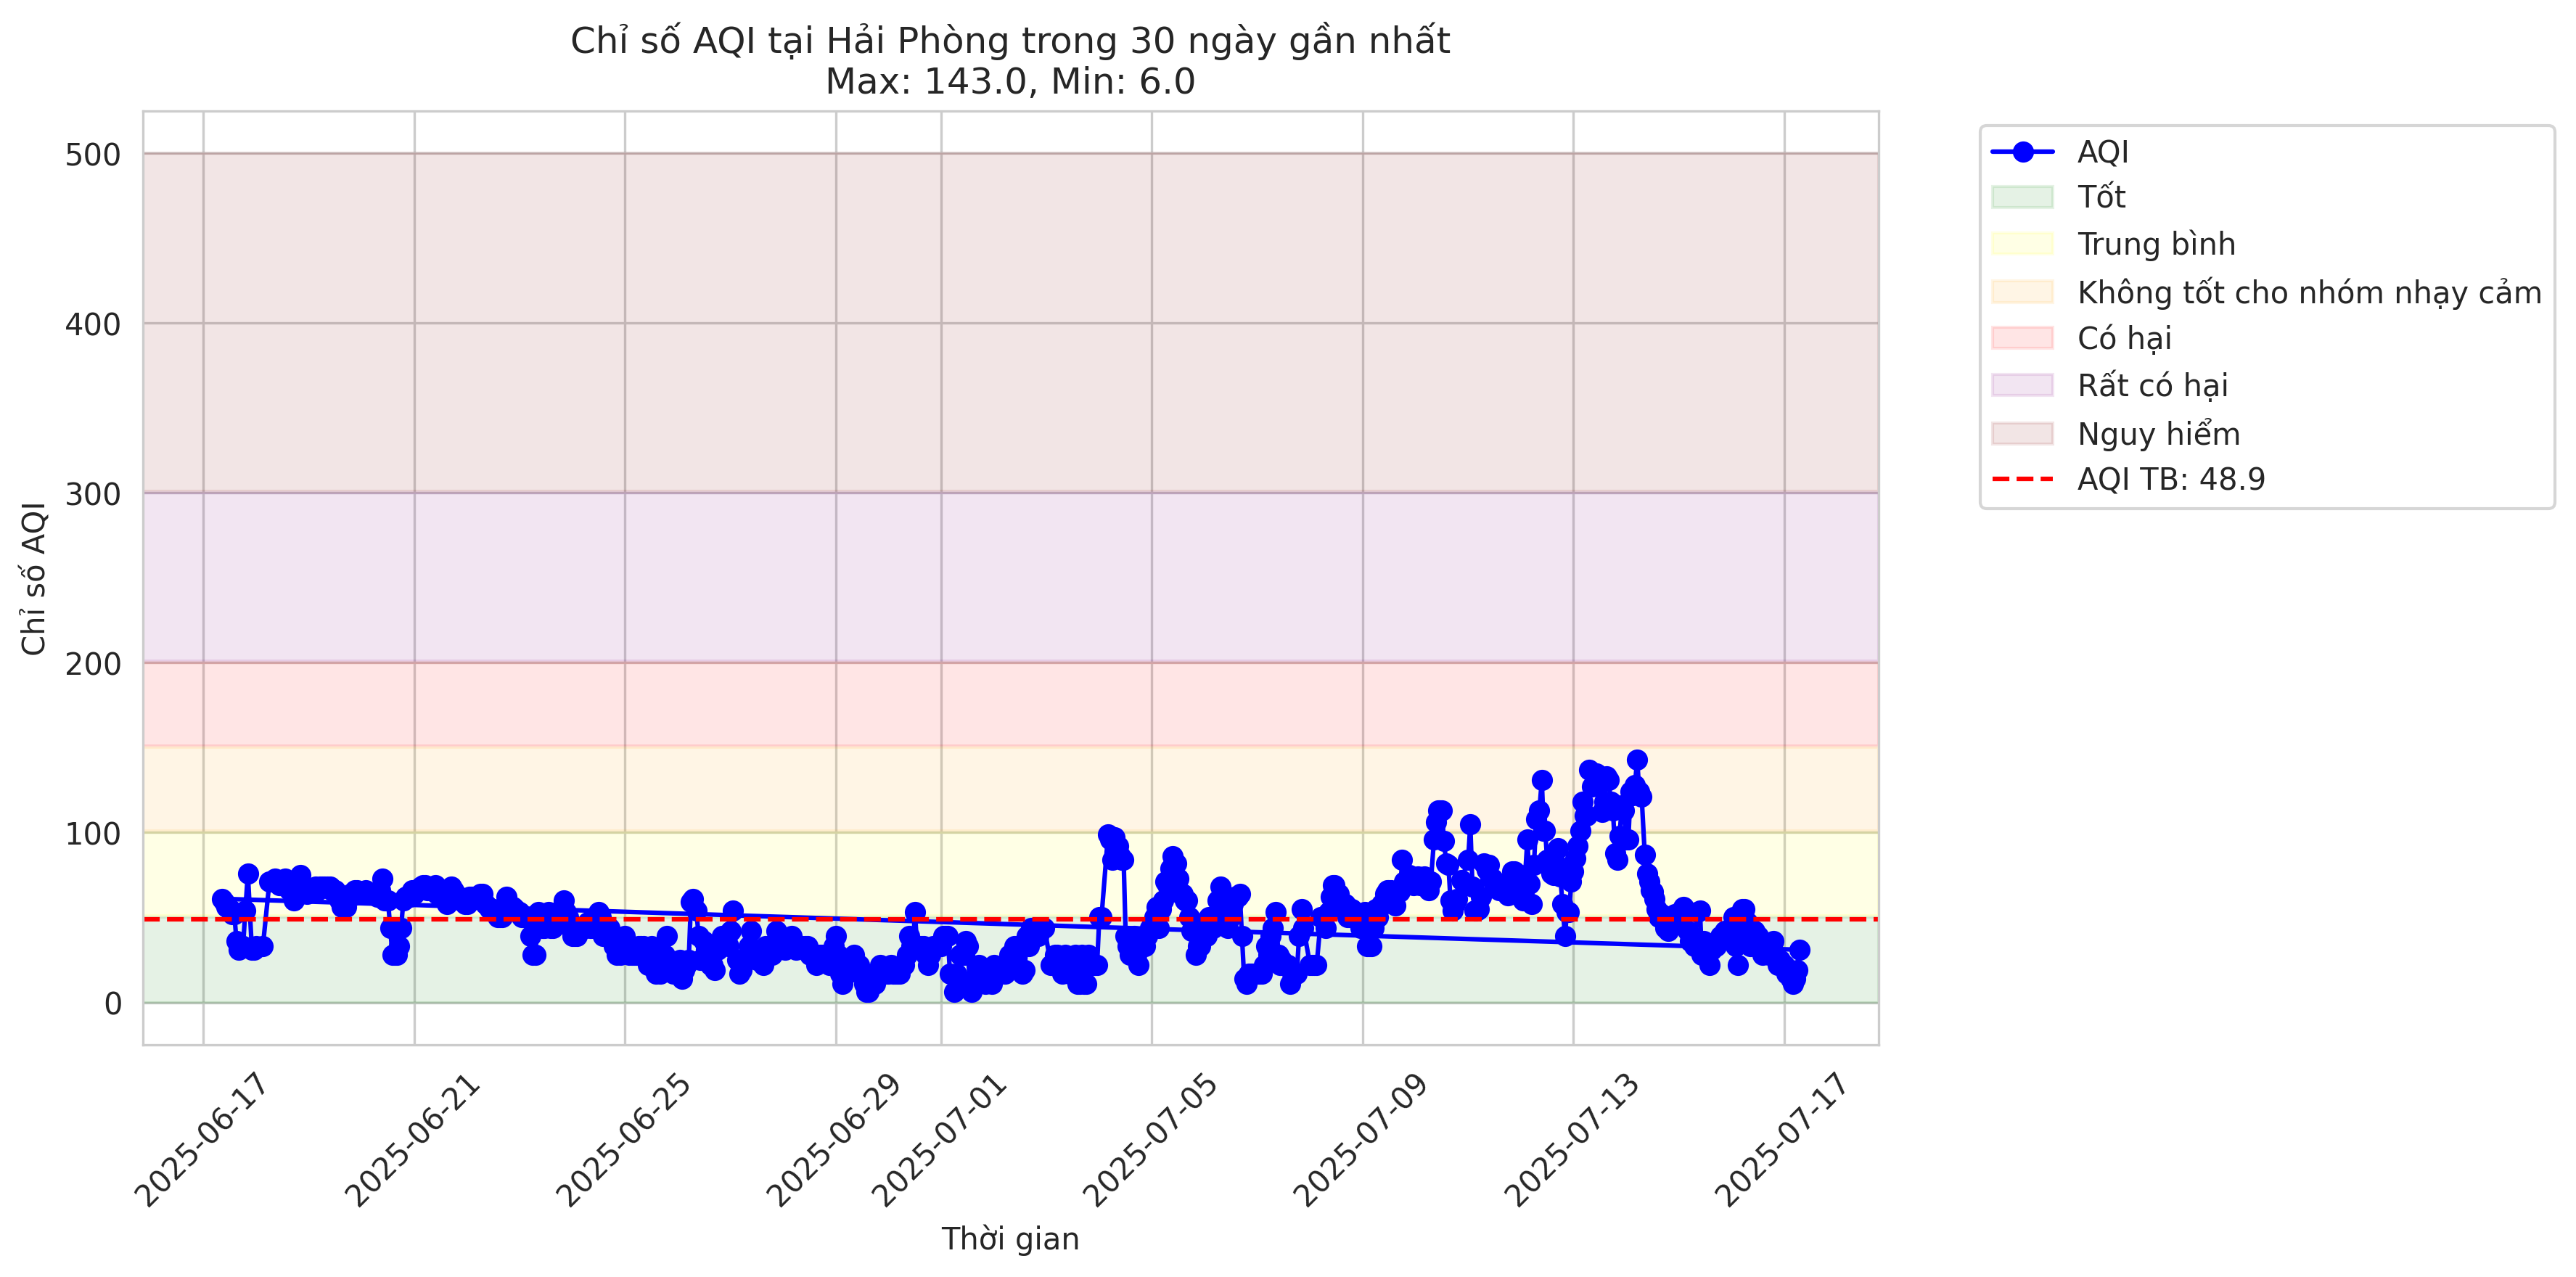 Chỉ số AQI tại Hải Phòng trong 30 ngày gần nhất
Max: 143.0, Min: 6.0
Chỉ số AQI
500
400
300
200
100
0
2025-06-17
2025-06-21
2025-06-25
2025-06-29
2025-07-01
2025-07-05
2025-07-09
2025-07-13
2025-07-17
Thời gian
AQI
Tốt
Trung bình
Không tốt cho nhóm nhạy cảm
Có hại
Rất có hại
Nguy hiểm
AQI TB: 48.9